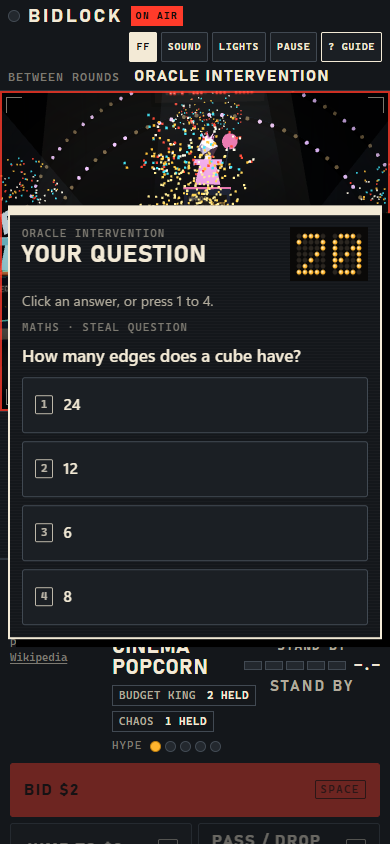 BIDLOCK ON AIR
FF SOUND LIGHTS PAUSE ? GUIDE
BETWEEN ROUNDS ORACLE INTERVENTION
ORACLE INTERVENTION
YOUR QUESTION
20
Click an answer, or press 1 to 4.
MATHS · STEAL QUESTION
How many edges does a cube have?
1 24
2 12
3 6
4 8
Wikipedia
CINEMA
POPCORN
STAND BY
-.-
STAND BY
BUDGET KING 2 HELD
CHAOS 1 HELD
HYPE
BID $2 SPACE
PASS / DROP